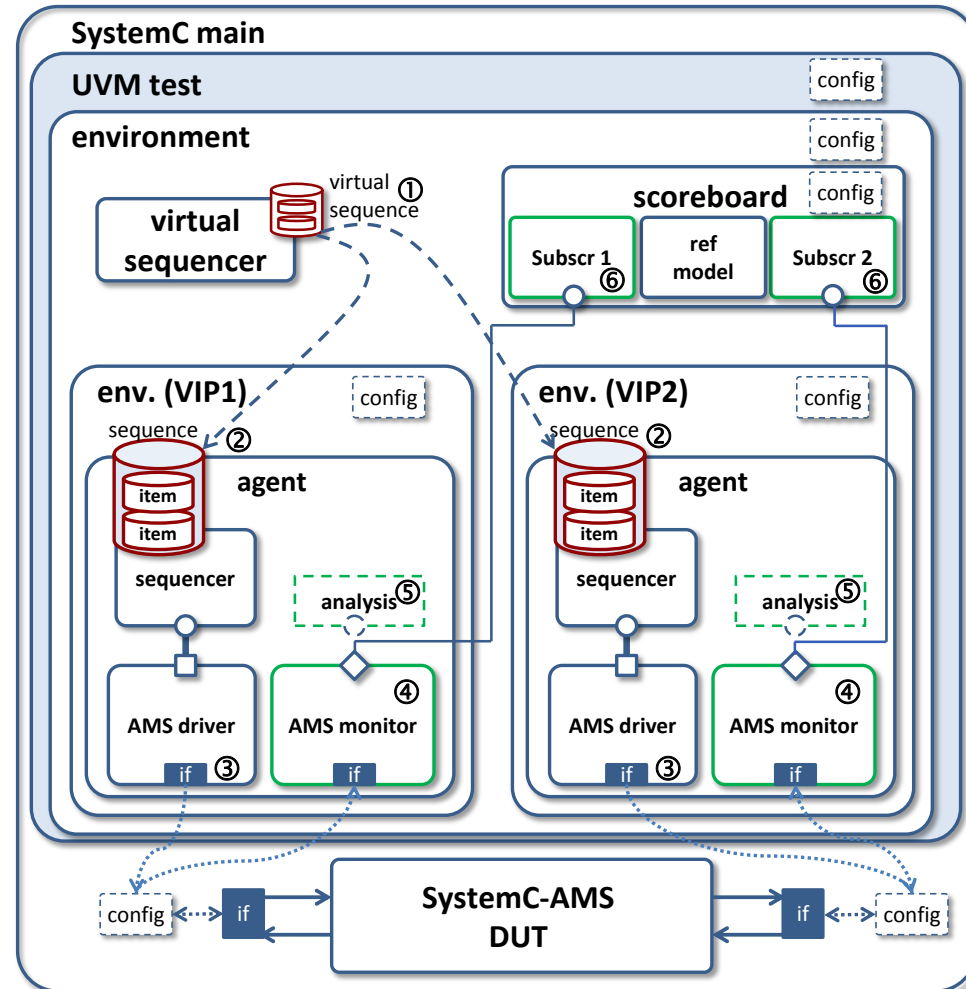 SystemC main
UVM test
config
environment
config
virtual ①
sequence
virtual
sequencer
config
scoreboard
Subscr 1
⑥
ref
model
Subscr 2
⑥
env. (VIP1)
config
sequence ②
agent
item
item
sequencer
analysis ⑤
AMS driver
③
if
④
AMS monitor
if
env. (VIP2)
config
sequence ②
agent
item
item
sequencer
analysis ⑤
AMS driver
③
if
④
AMS monitor
if
config
if
SystemC-AMS
DUT
if
config